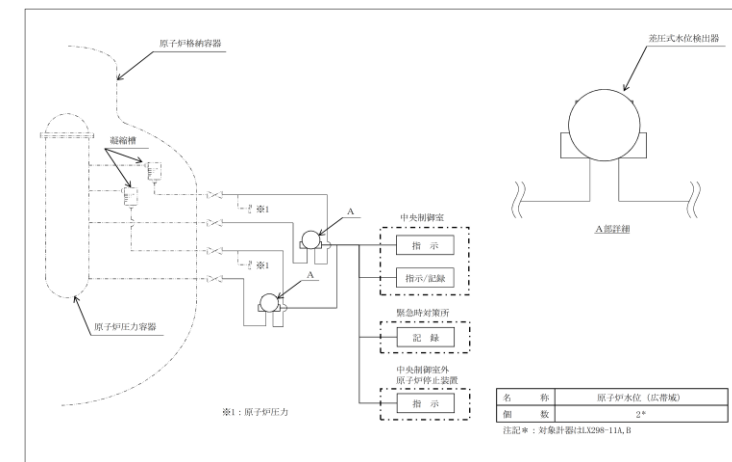 原子炉格納容器
凝縮槽
原子炉圧力容器
※1
※1
A
A
※1：原子炉圧力
中央制御室
指 示
指示/記録
緊急時対策所
記 録
中央制御室外
原子炉停止装置
指 示
差圧式水位検出器
A部詳細
名 称 原子炉水位（広帯域）
個 数 2*
注記＊：対象計器はLX298-11A,B